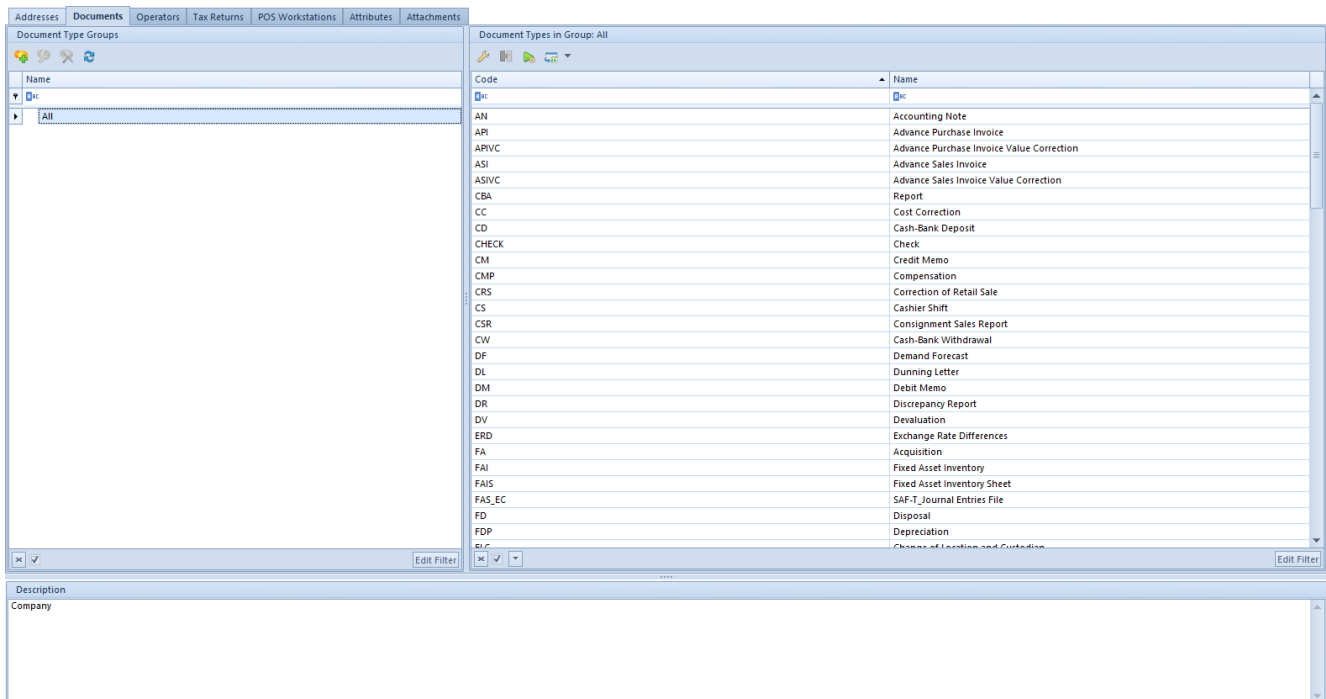 Addresses Documents Operators Tax Returns POS Workstations Attributes Attachments
Document Type Groups
Name
All
Edit Filter
Document Types in Group: All
Code Name
AN Accounting Note
API Advance Purchase Invoice
APIVC Advance Purchase Invoice Value Correction
ASI Advance Sales Invoice
ASIVC Advance Sales Invoice Value Correction
CBA Report
CC Cost Correction
CD Cash-Bank Deposit
CHECK Check
CM Credit Memo
CMP Compensation
CRS Correction of Retail Sale
CS Cashier Shift
CSR Consignment Sales Report
CW Cash-Bank Withdrawal
DF Demand Forecast
DL Dunning Letter
DM Debit Memo
DR Discrepancy Report
DV Devaluation
ERD Exchange Rate Differences
FA Acquisition
FAI Fixed Asset Inventory
FAIS Fixed Asset Inventory Sheet
FAS_EC SAF-T_Journal Entries File
FD Disposal
FDP Depreciation
FLC Change of Location and Custodian
Edit Filter
Description
Company